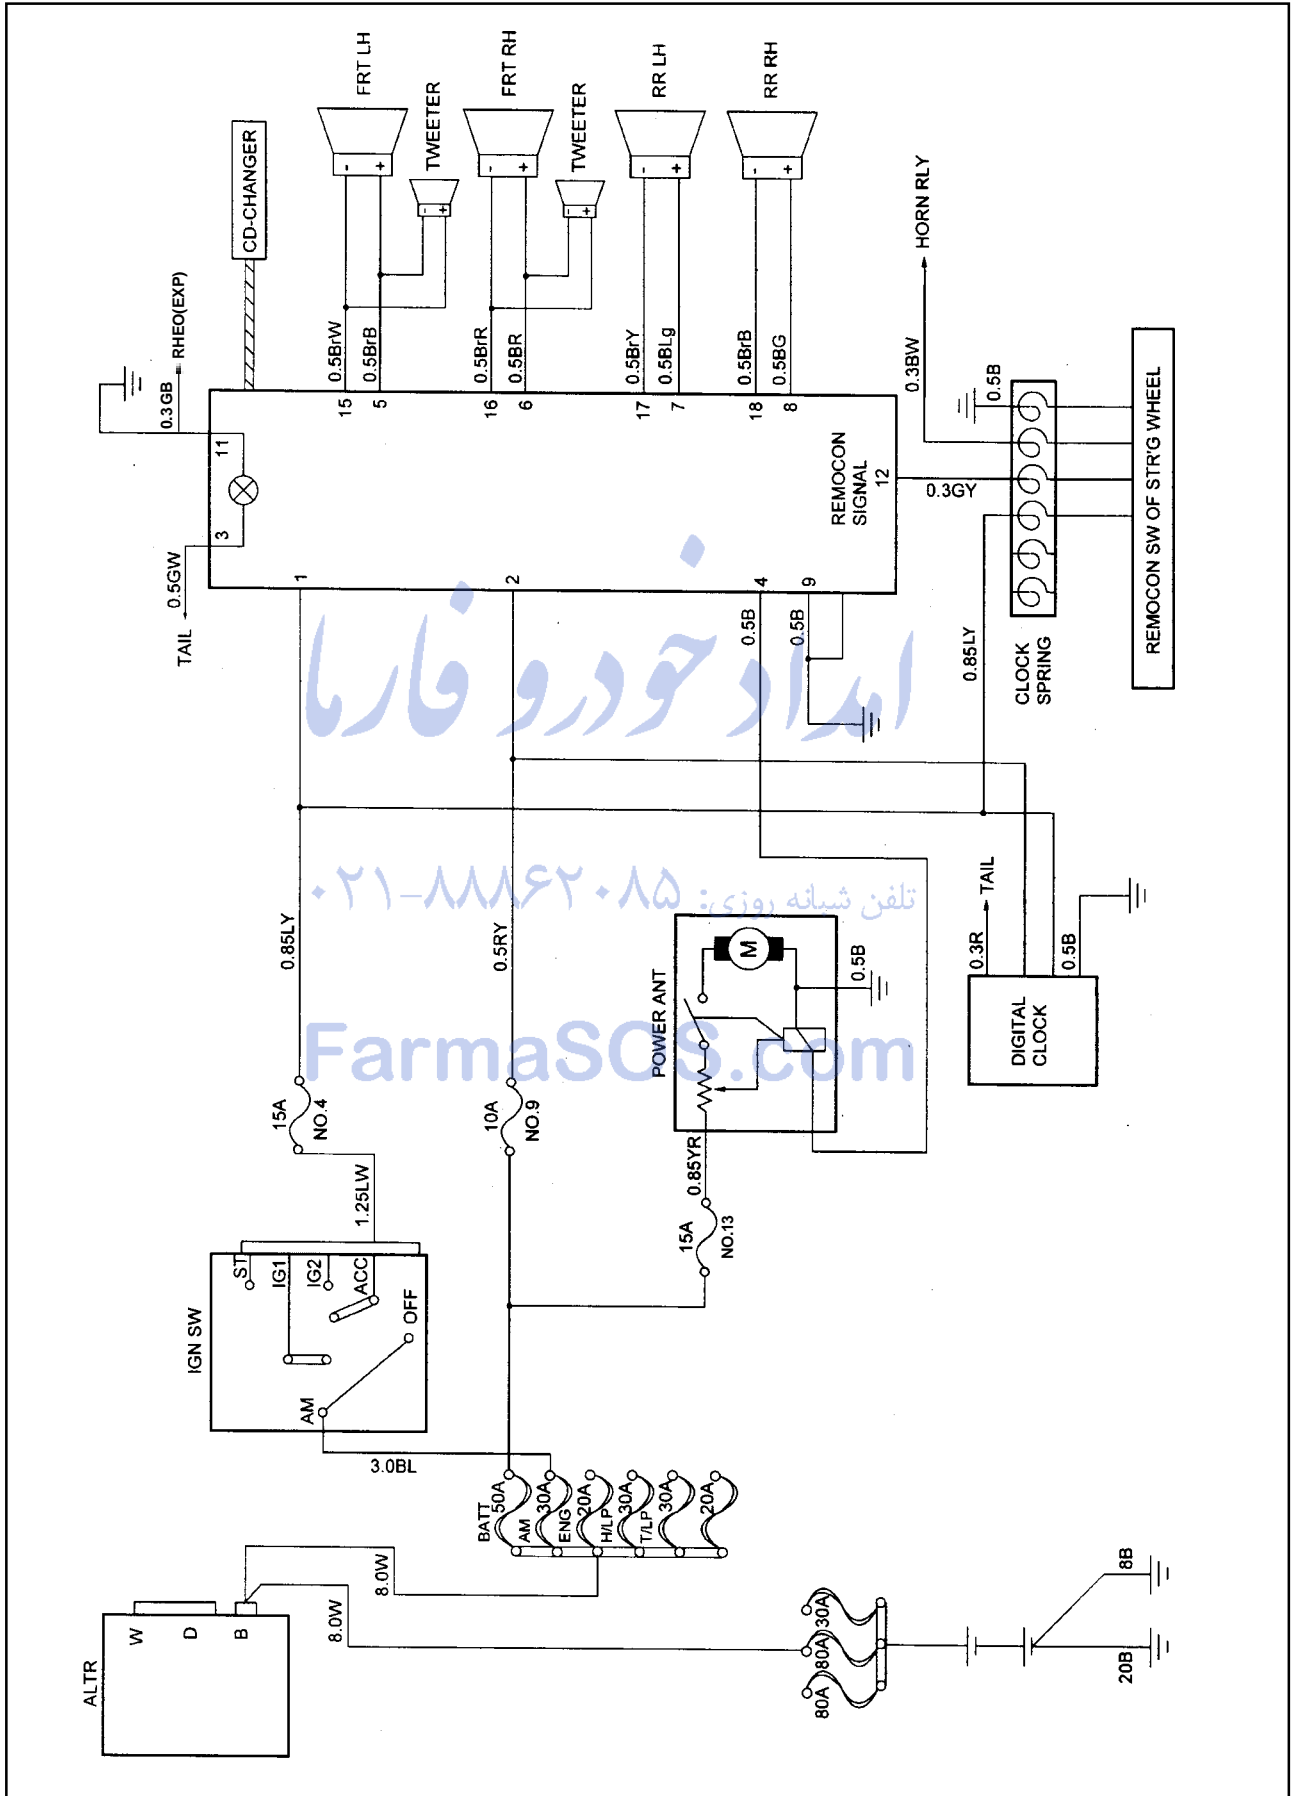 FRT LH
FRT RH
RR LH
RR RH
TWEETER
TWEETER
CD-CHANGER
HORN RLY
RHEO(EXP)
0.3GB
0.5BrW
0.5BrB
0.5BrR
0.5BR
0.5BrY
0.5BLg
0.5BrB
0.5BG
0.3BW
0.5B
15
5
16
6
17
7
18
8
11
3
REMOCON
SIGNAL
12
0.3GY
0.5GW
TAIL
1
2
4
9
0.5B
0.5B
0.85LY
CLOCK
SPRING
REMOCON SW OF STR'G WHEEL
امداد خودرو فارما
تلفن شبانه روزی: ۸۸۸۶۲۰۸۵-۰۲۱
FarmaSOS.com
0.85LY
0.5RY
POWER ANT
M
0.5B
0.3R
TAIL
0.5B
DIGITAL
CLOCK
15A
NO.4
10A
NO.9
0.85YR
15A
NO.13
1.25LW
IGN SW
ST
IG1
IG2
ACC
OFF
AM
3.0BL
BATT
50A
AM
30A
ENG
20A
H/LP
30A
T/LP
30A
20A
8.0W
8.0W
ALTR
W
D
B
80A
80A
30A
8B
20B